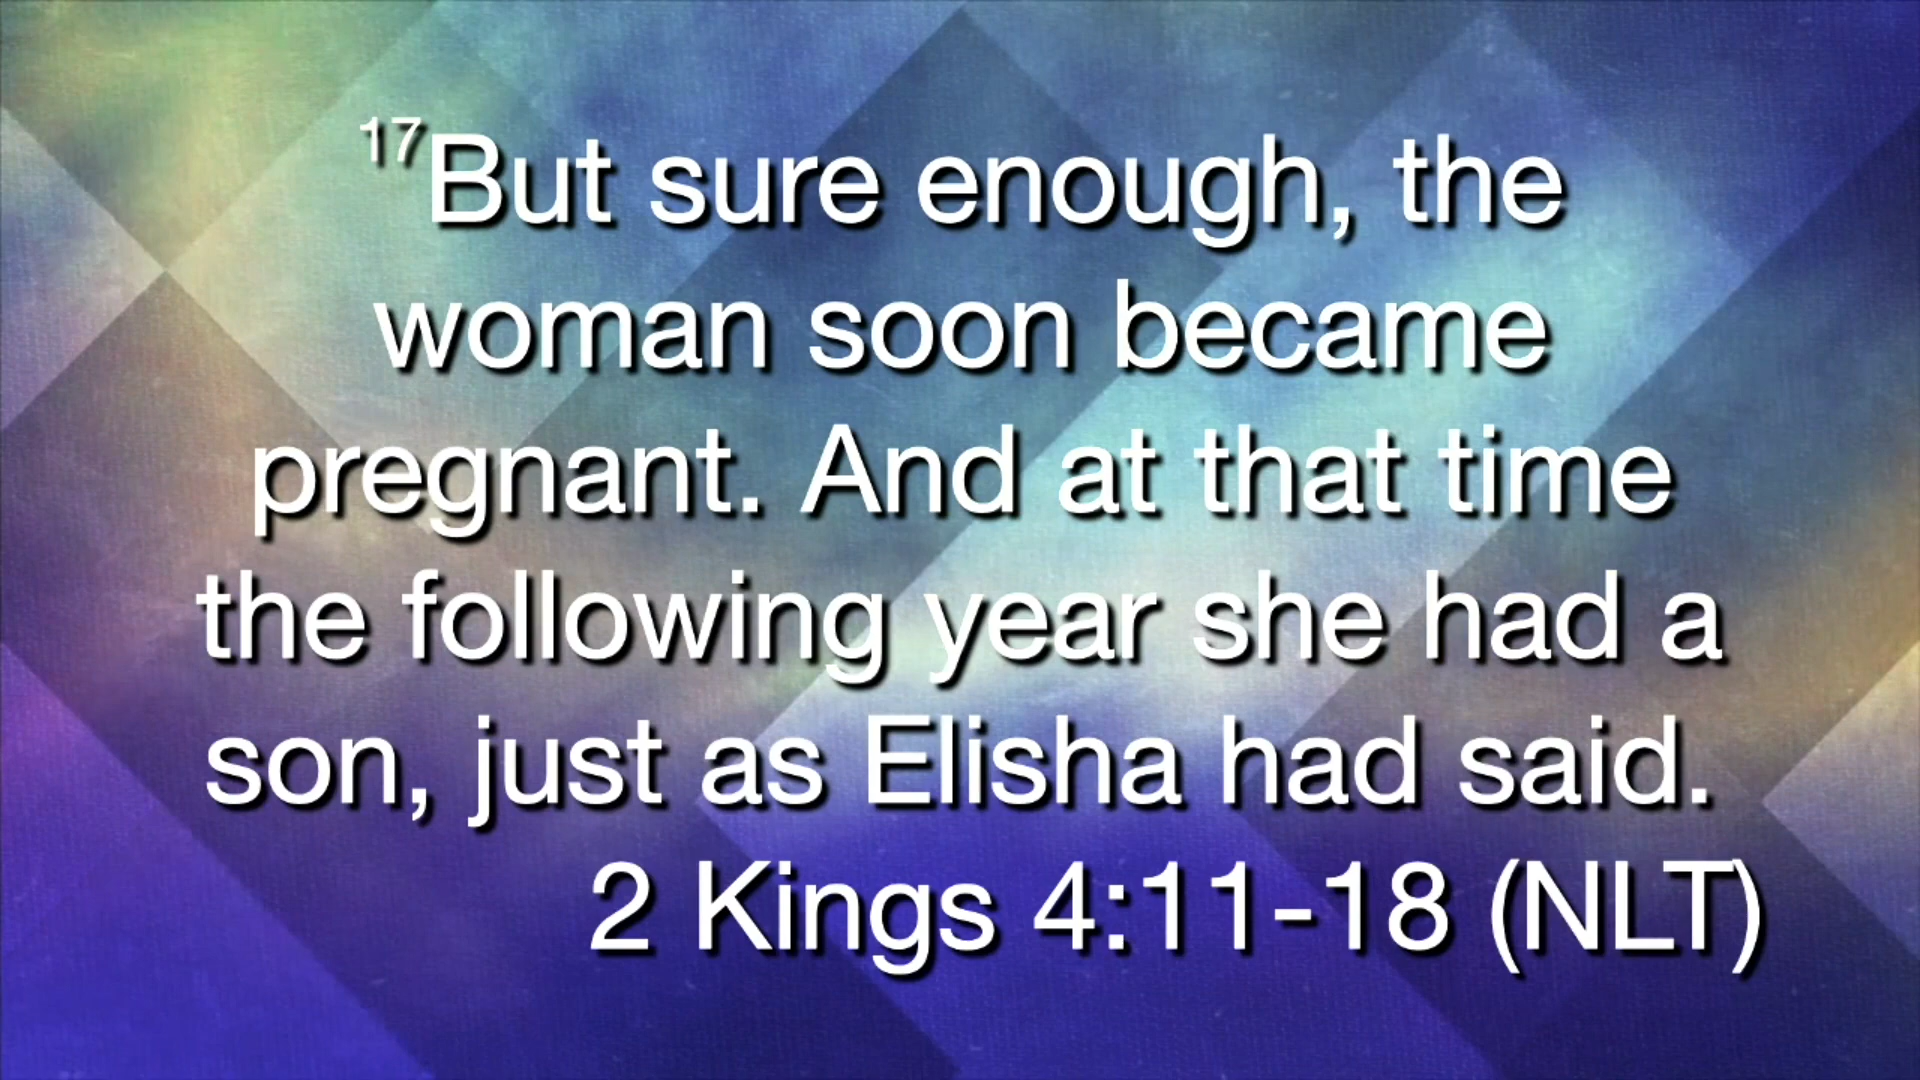 17But sure enough, the
woman soon became
pregnant. And at that time
the following year she had a
son, just as Elisha had said.
2 Kings 4:11-18 (NLT)